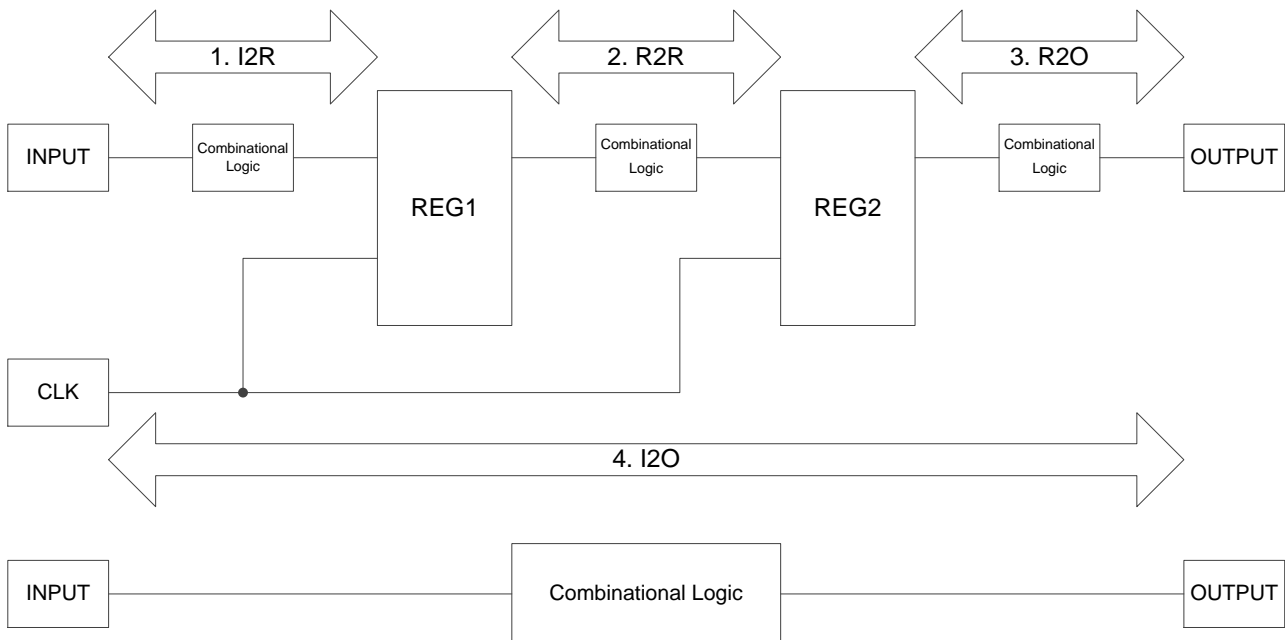 1. I2R
2. R2R
3. R2O
INPUT
Combinational
Logic
REG1
Combinational
Logic
REG2
Combinational
Logic
OUTPUT
CLK
4. I2O
INPUT
Combinational Logic
OUTPUT